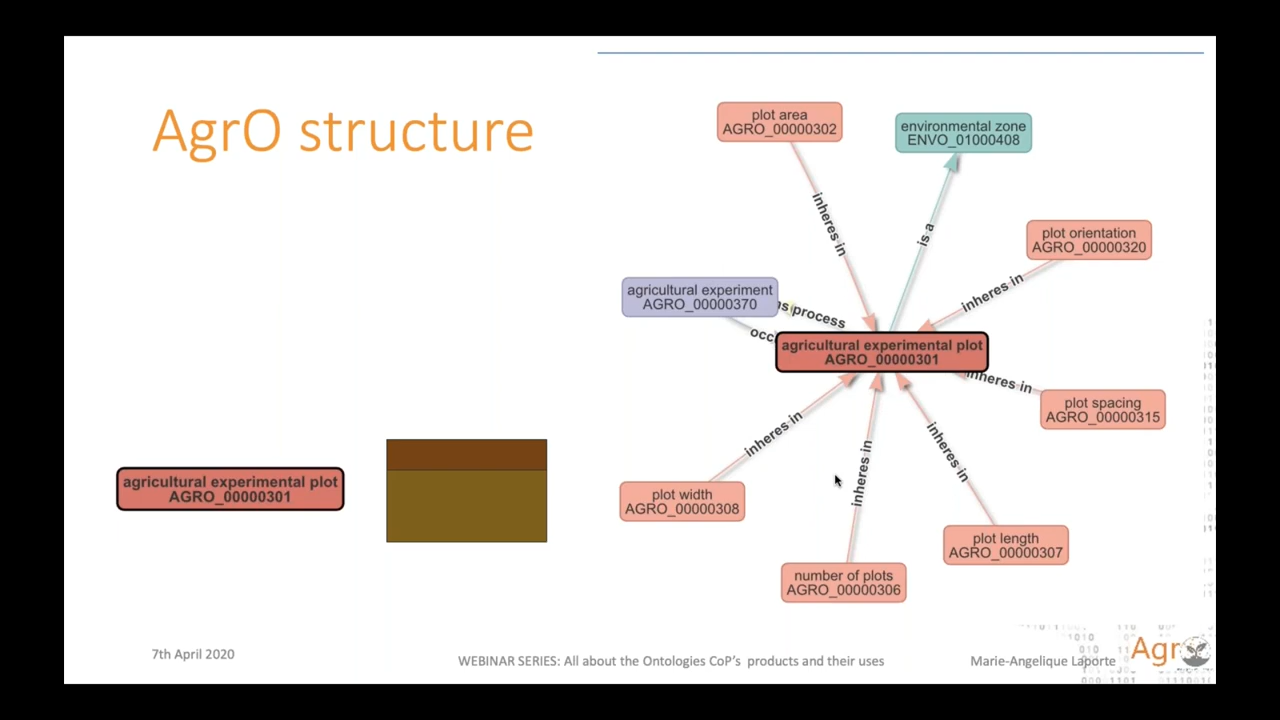 AgrO structure
plot area
AGRO_00000302
environmental zone
ENVO_01000408
inheres in
is a
plot orientation
AGRO_00000320
inheres in
agricultural experiment
AGRO_00000370
process
agricultural experimental plot
AGRO_00000301
inheres in
plot spacing
AGRO_00000315
inheres in
inheres in
inheres in
plot width
AGRO_00000308
plot length
AGRO_00000307
number of plots
AGRO_00000306
agricultural experimental plot
AGRO_00000301
7th April 2020
WEBINAR SERIES: All about the Ontologies CoP's products and their uses
Marie-Angelique Laporte
Agr